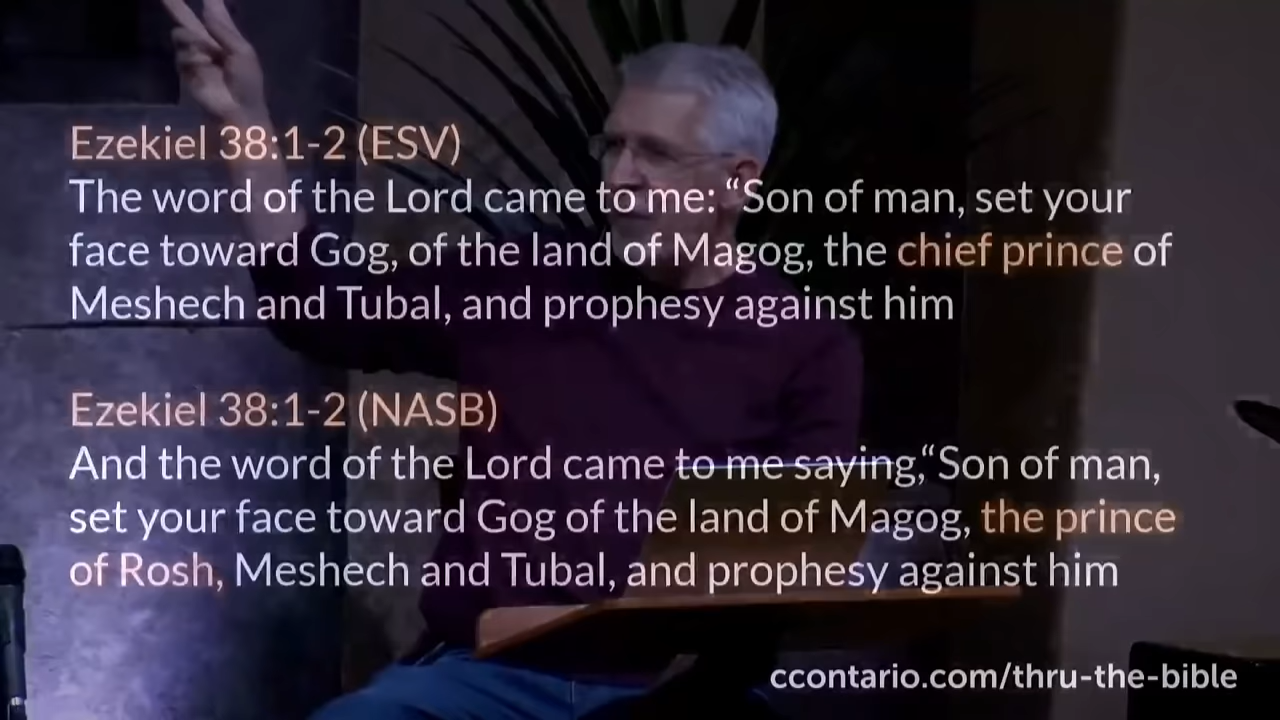 Ezekiel 38:1-2 (ESV)
The word of the Lord came to me: “Son of man, set your
face toward Gog, of the land of Magog, the chief prince of
Meshech and Tubal, and prophesy against him
Ezekiel 38:1-2 (NASB)
And the word of the Lord came to me saying,“Son of man,
set your face toward Gog of the land of Magog, the prince
of Rosh, Meshech and Tubal, and prophesy against him
ccontario.com/thru-the-bible